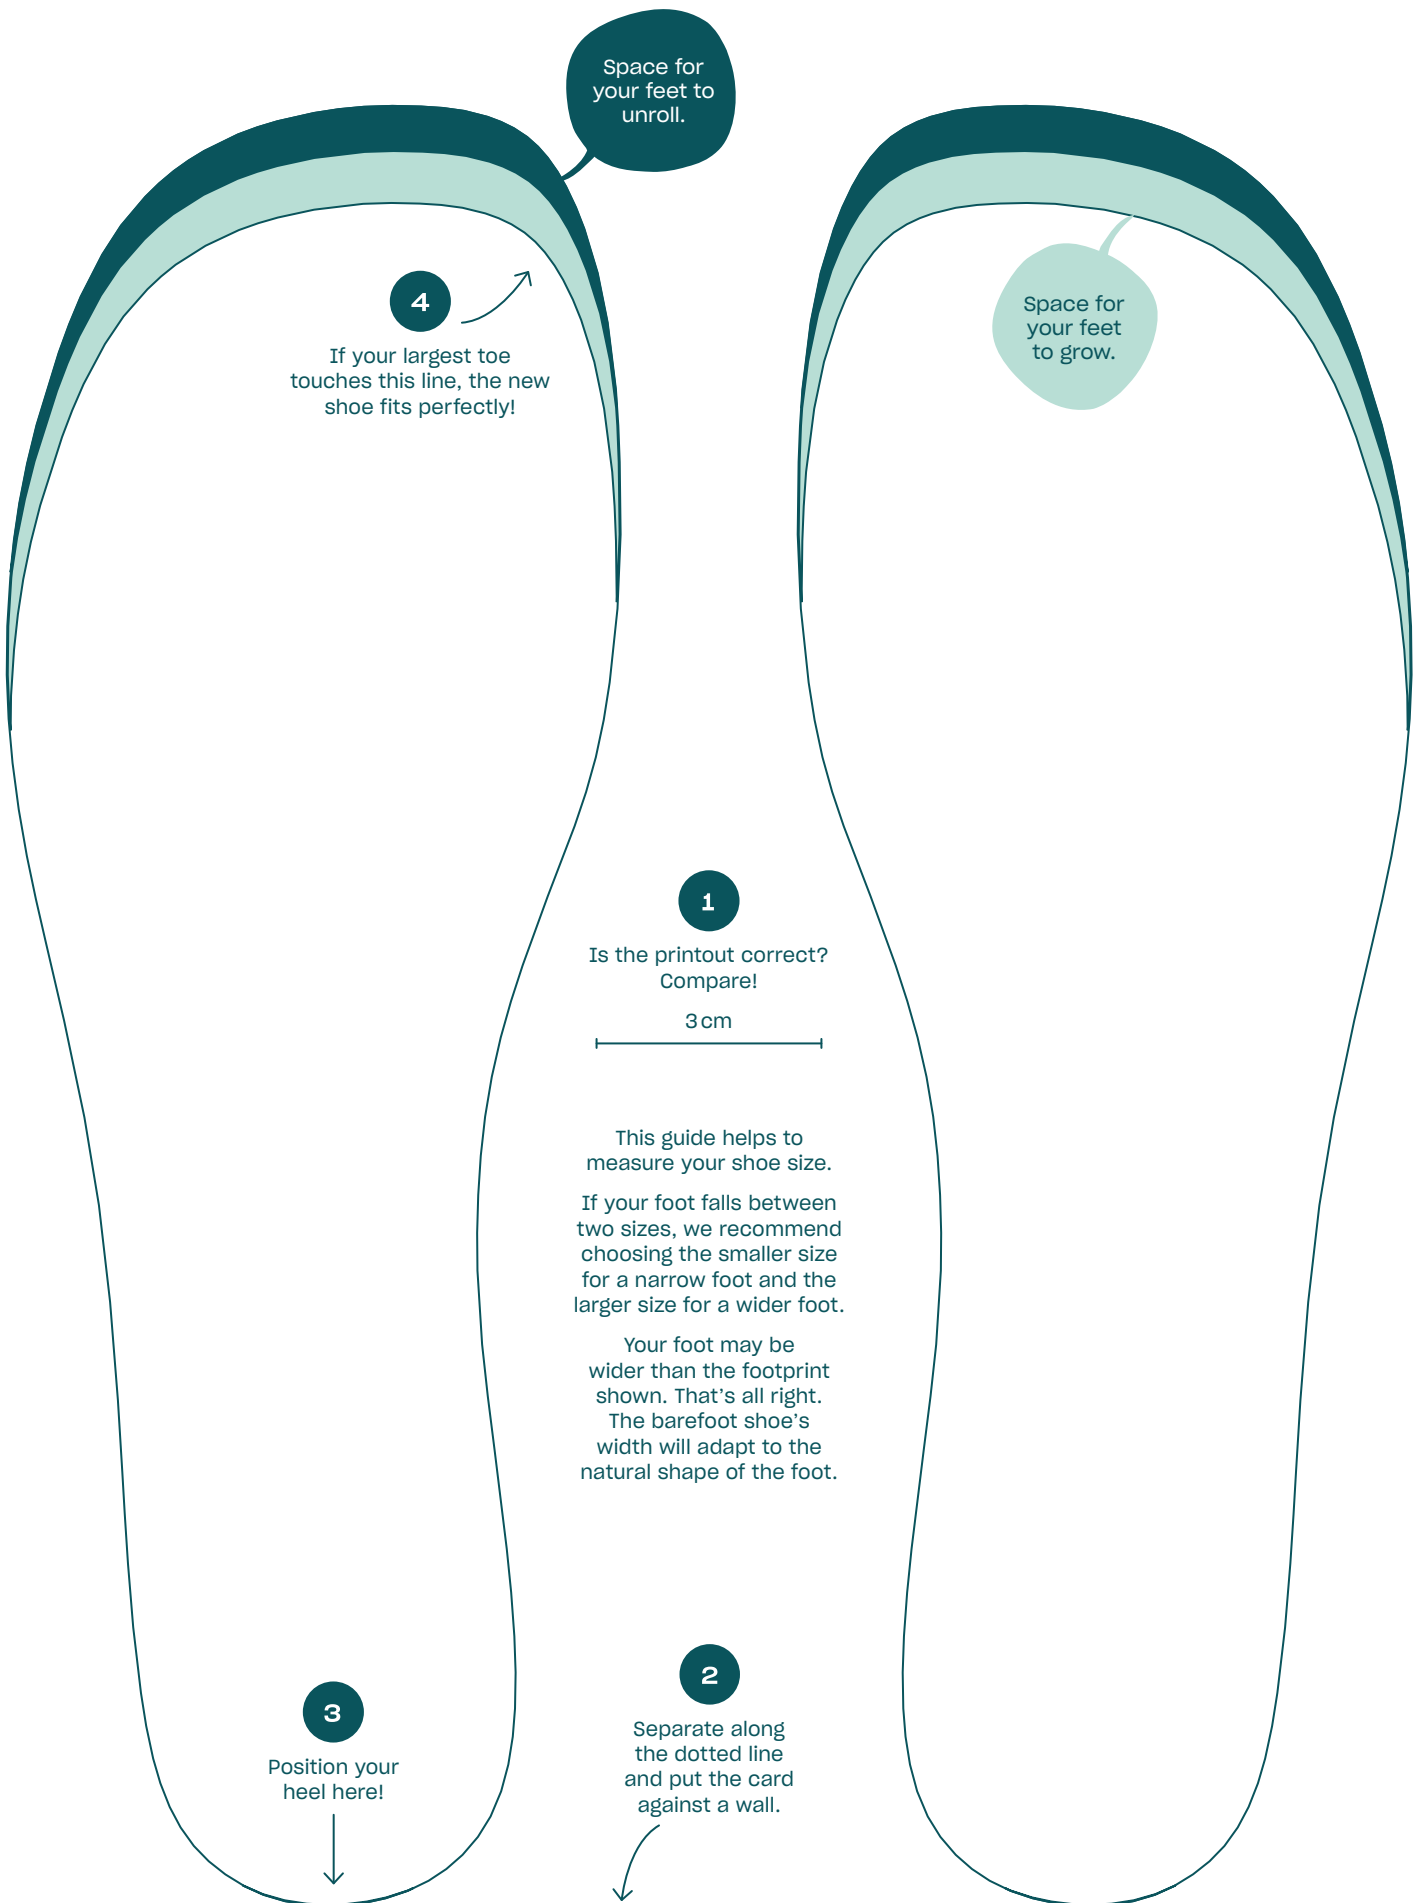 Space for
your feet to
unroll.
Space for
your feet
to grow.
4
If your largest toe
touches this line, the new
shoe fits perfectly!
1
Is the printout correct?
Compare!
3 cm
This guide helps to
measure your shoe size.
If your foot falls between
two sizes, we recommend
choosing the smaller size
for a narrow foot and the
larger size for a wider foot.
Your foot may be
wider than the footprint
shown. That’s all right.
The barefoot shoe’s
width will adapt to the
natural shape of the foot.
2
Separate along
the dotted line
and put the card
against a wall.
3
Position your
heel here!